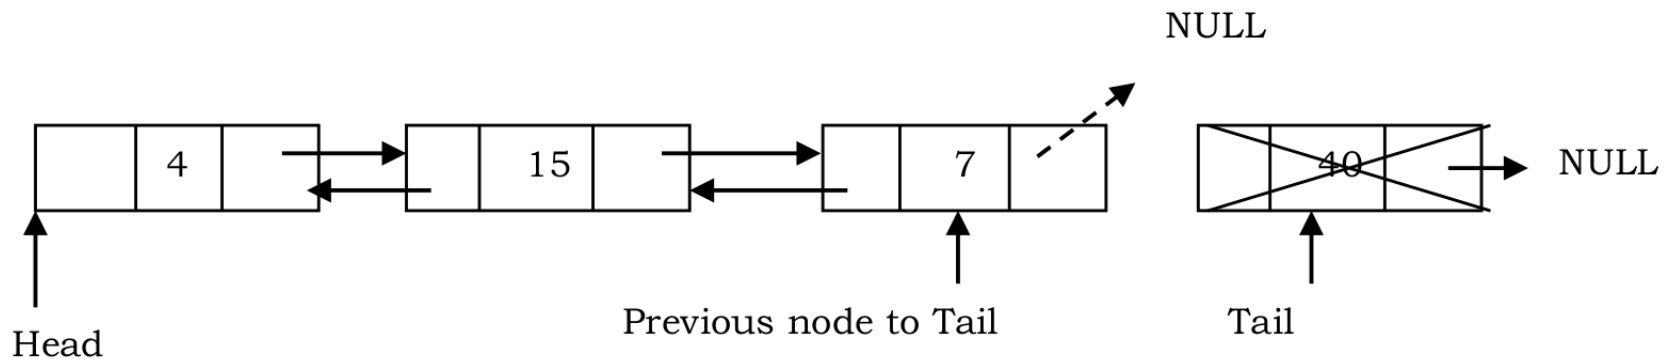 NULL
4
15
7
40
NULL
Head
Previous node to Tail
Tail